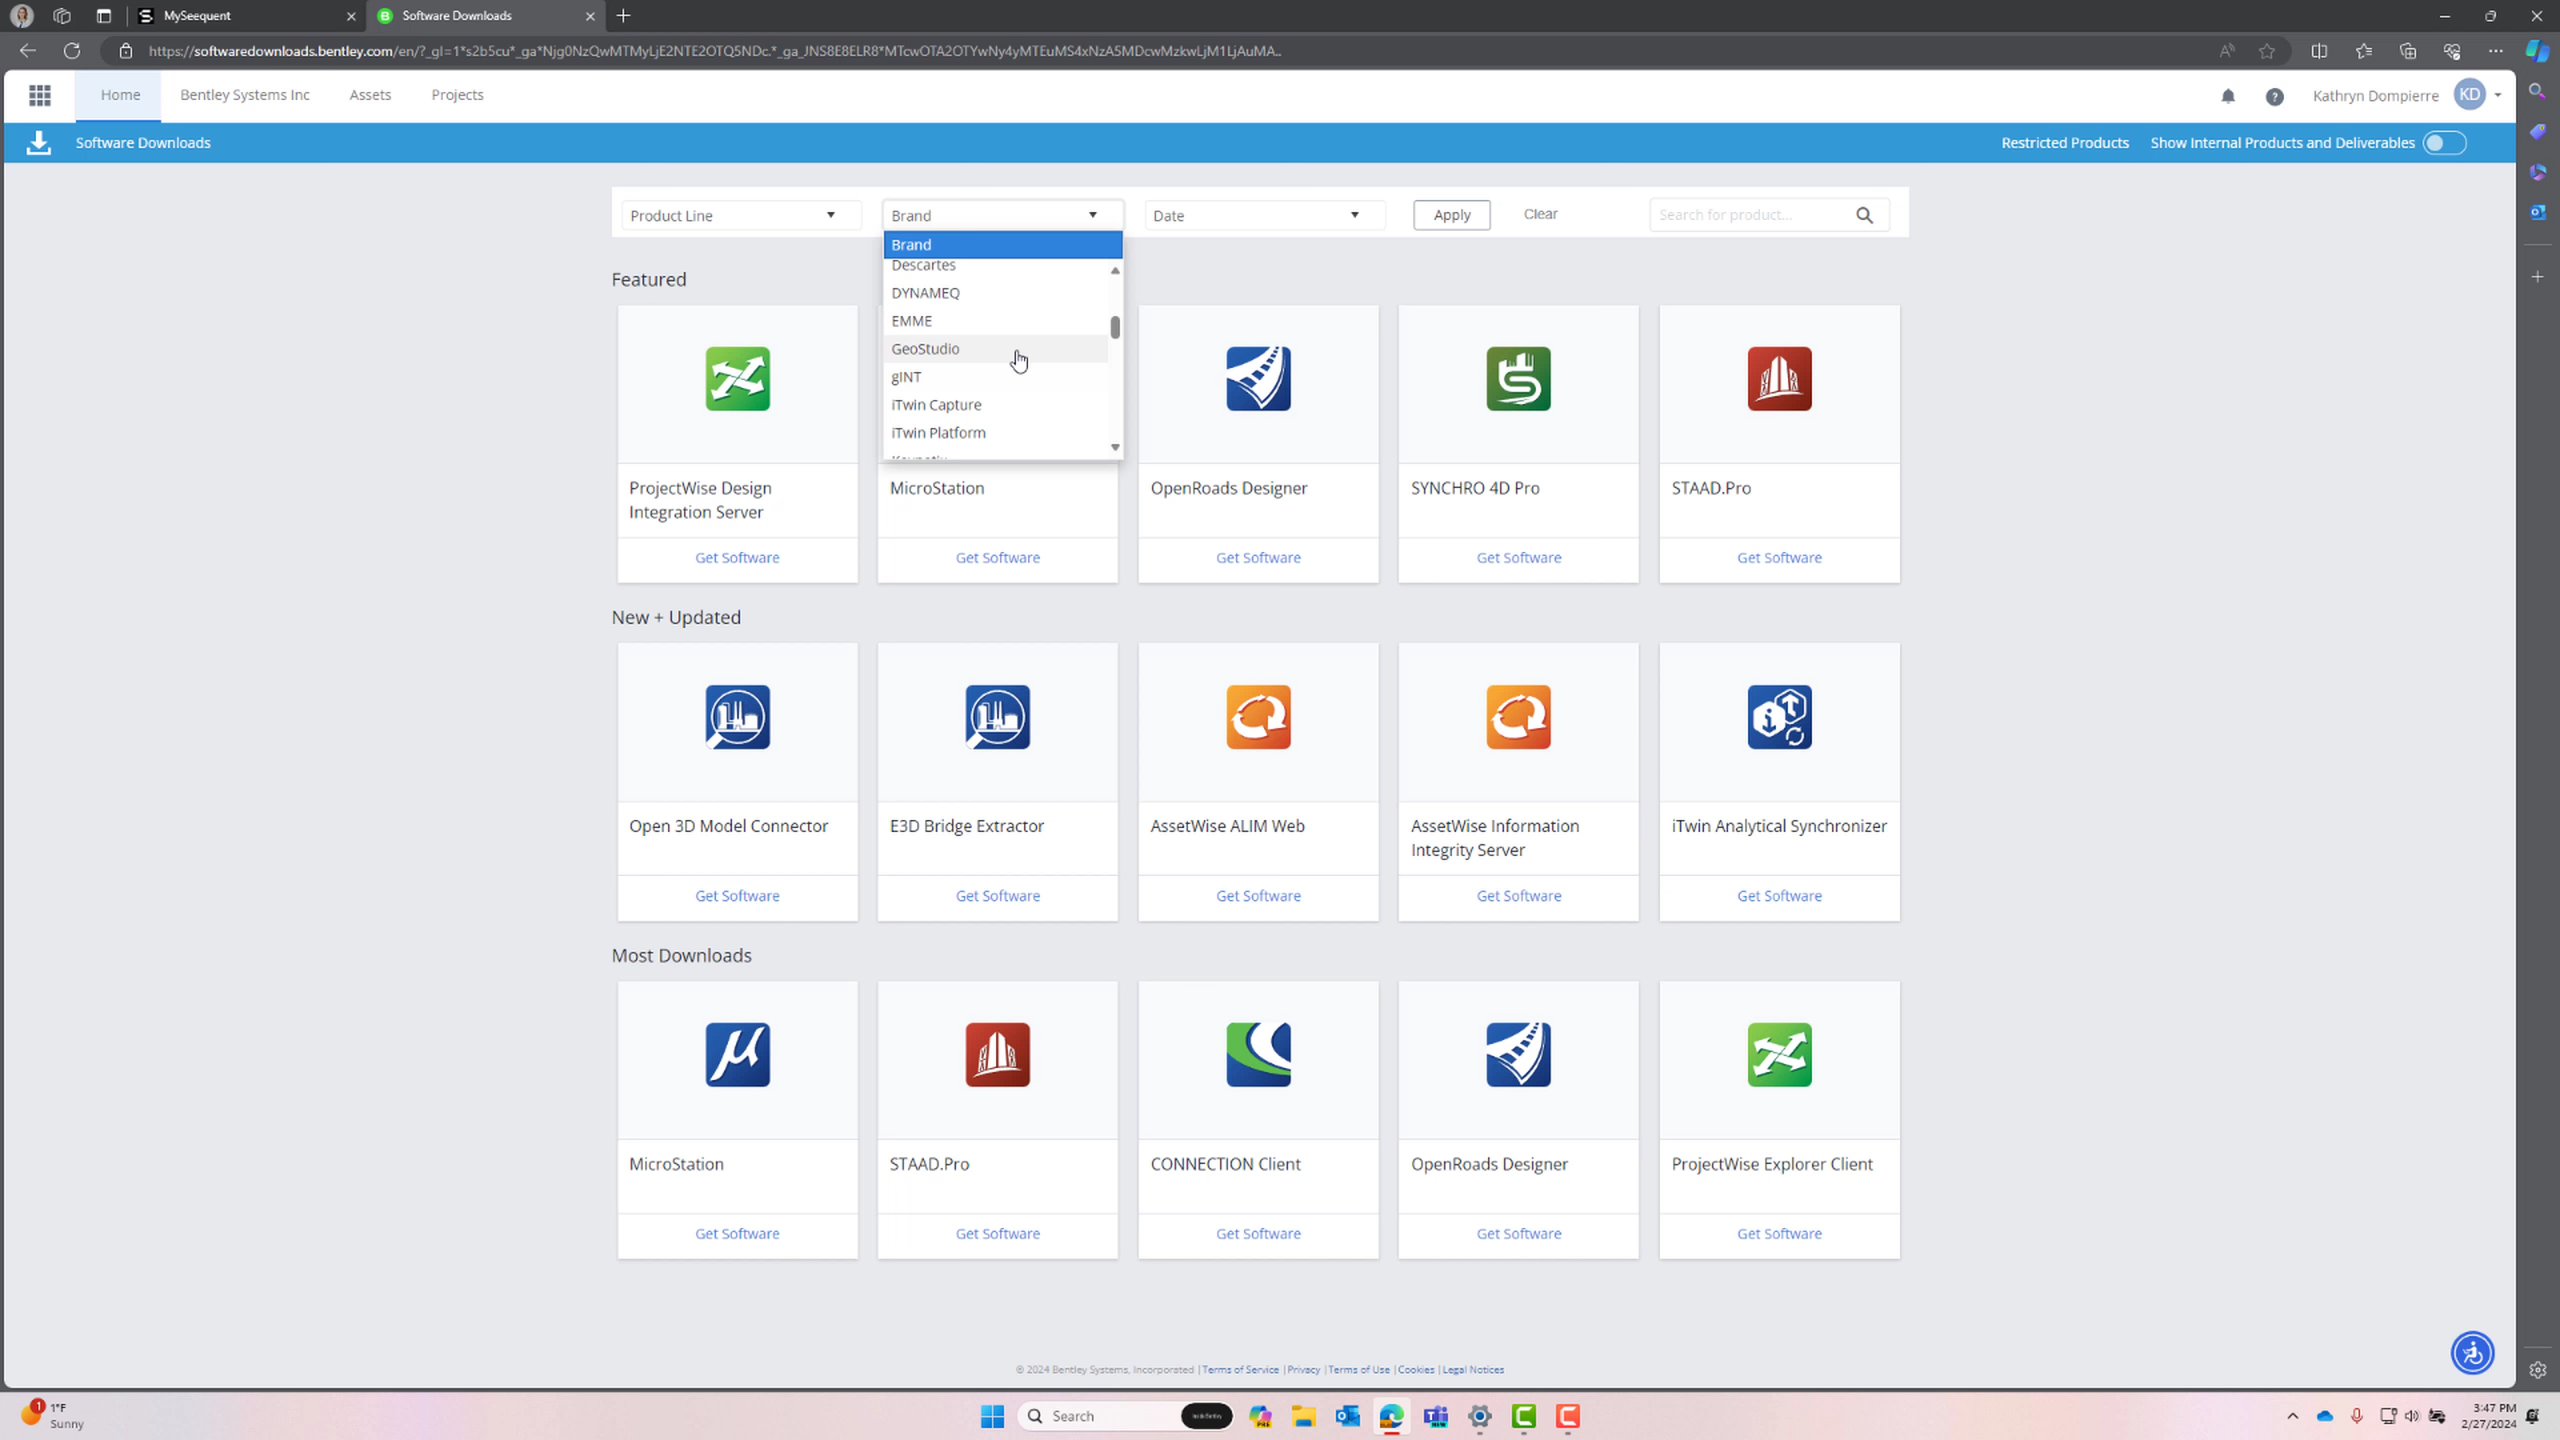 MySeequent
Software Downloads
https://softwaredownloads.bentley.com/en/?_gl=1*s2b5cu*_ga*Njg0NzQwMTMyLjE2NTE2OTQ5NDc.*_ga_JNS8E8ELR8*MTcwOTA2OTYwNy4yMTEuMS4xNzA5MDcwMzkwLjM1LjAuMA..
Home Bentley Systems Inc Assets Projects
Kathryn Dompierre KD
Software Downloads
Restricted Products Show Internal Products and Deliverables
Product Line Brand Date Apply Clear Search for product...
Brand
Descartes
DYNAMEQ
EMME
GeoStudio
gINT
iTwin Capture
iTwin Platform
Featured
ProjectWise Design
Integration Server
MicroStation
OpenRoads Designer
SYNCHRO 4D Pro
STAAD.Pro
Get Software Get Software Get Software Get Software Get Software
New + Updated
Open 3D Model Connector
E3D Bridge Extractor
AssetWise ALIM Web
AssetWise Information
Integrity Server
iTwin Analytical Synchronizer
Get Software Get Software Get Software Get Software Get Software
Most Downloads
MicroStation
STAAD.Pro
CONNECTION Client
OpenRoads Designer
ProjectWise Explorer Client
Get Software Get Software Get Software Get Software Get Software
© 2024 Bentley Systems, Incorporated | Terms of Service | Privacy | Terms of Use | Cookies | Legal Notices
1
1°F
Sunny
Search
3:47 PM
2/27/2024